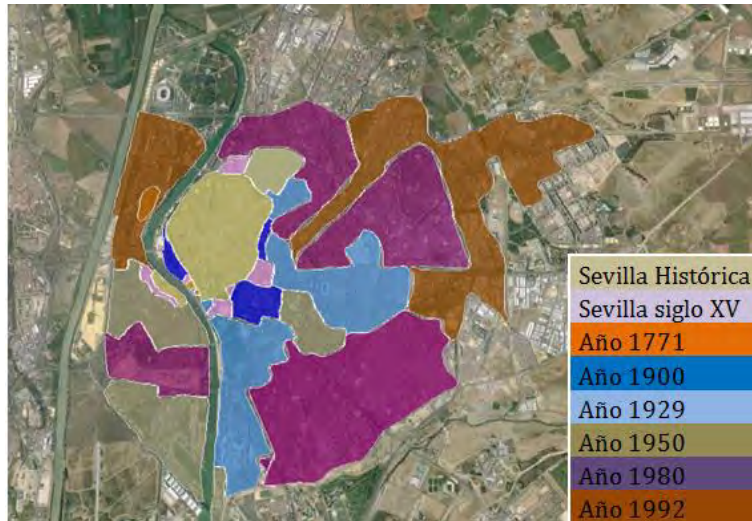 Sevilla Histórica
Sevilla siglo XV
Año 1771
Año 1900
Año 1929
Año 1950
Año 1980
Año 1992